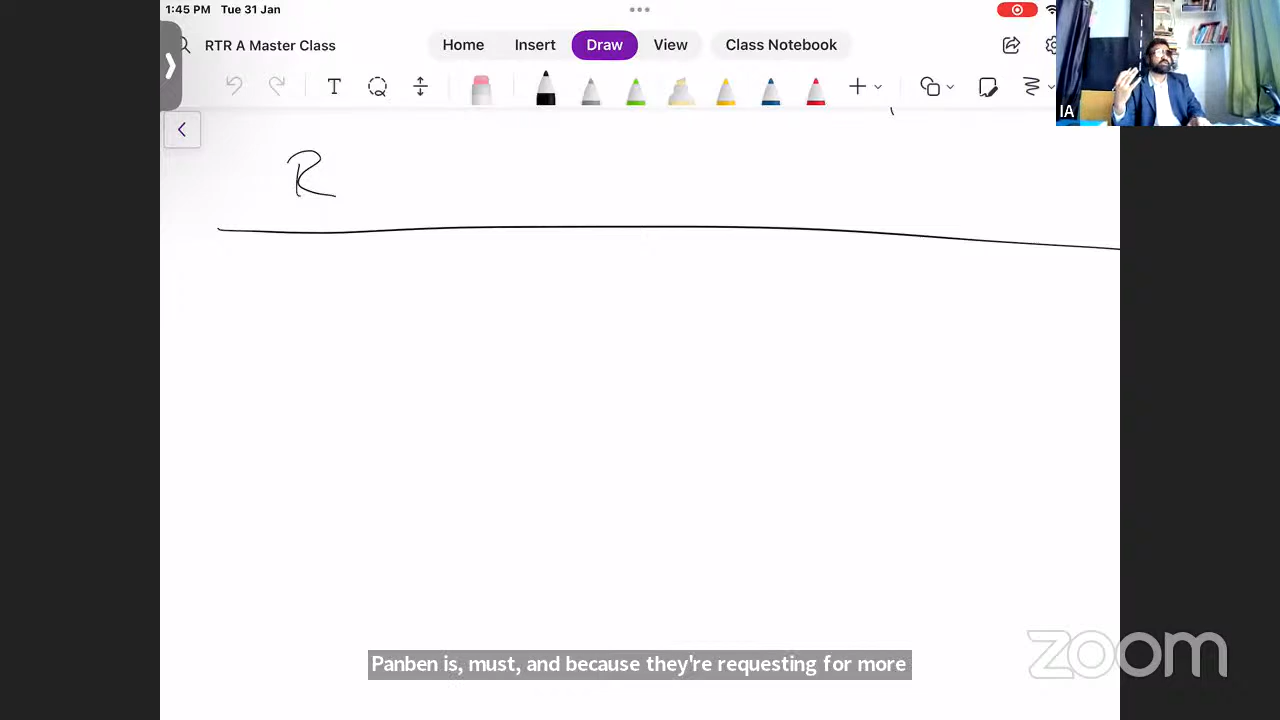 1:45 PM Tue 31 Jan
RTR A Master Class
Home Insert Draw View Class Notebook
T
IA
R
Panben is, must, and because they're requesting for more
zoom